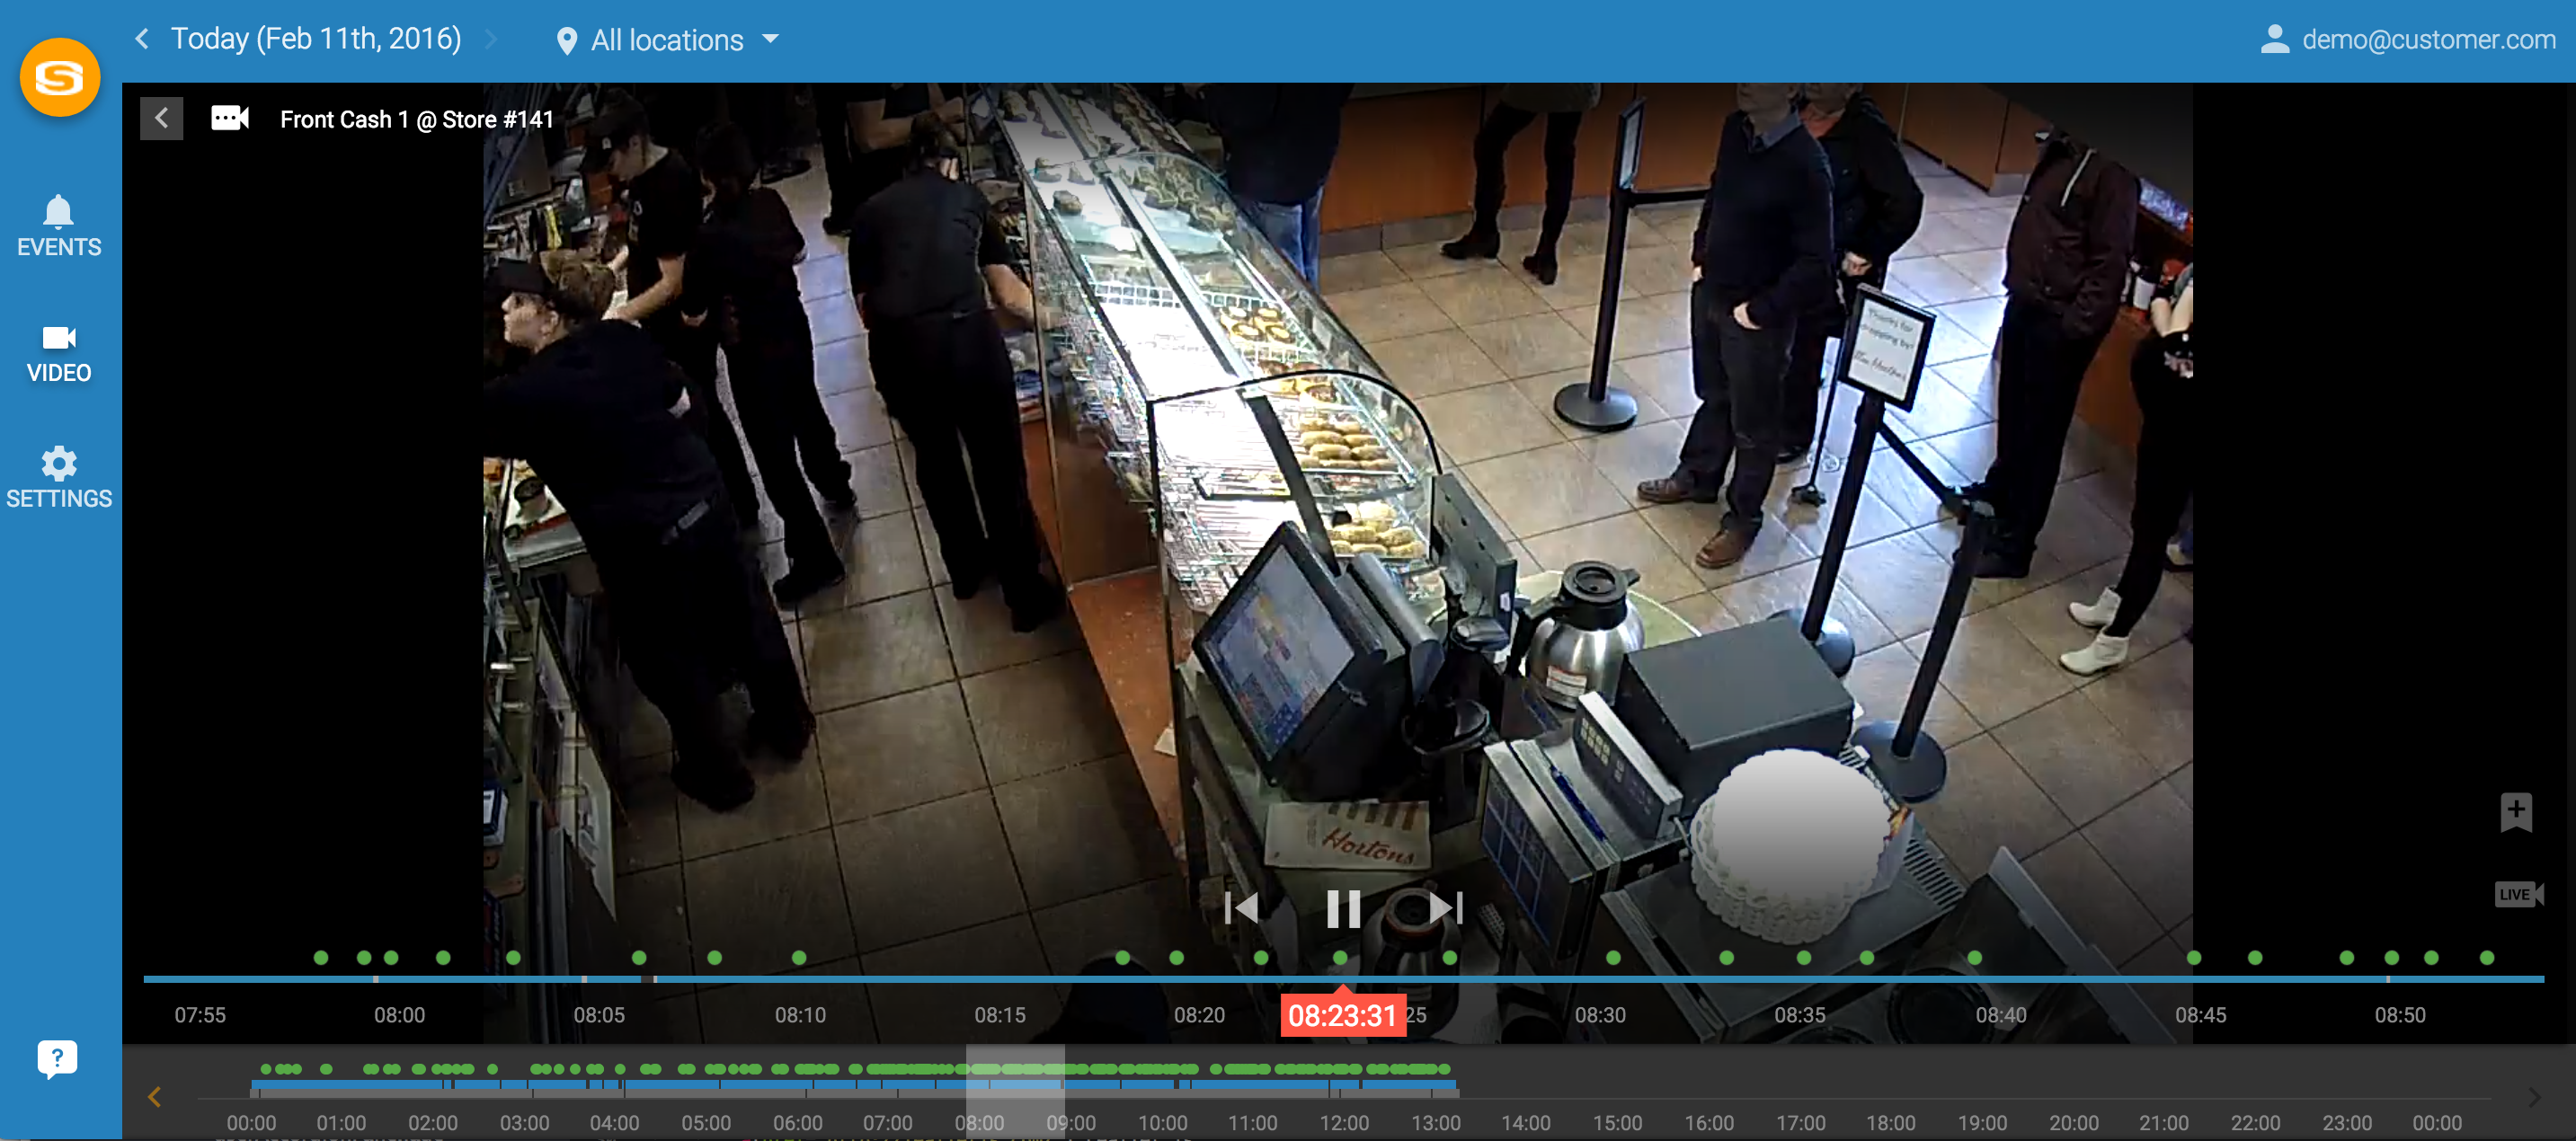 Today (Feb 11th, 2016)
All locations
demo@customer.com
S
Front Cash 1 @ Store #141
EVENTS
VIDEO
SETTINGS
Thanks for
by!
Tim Hortons
Hortons
LIVE
07:55 08:00 08:05 08:10 08:15 08:20 08:23:31 25 08:30 08:35 08:40 08:45 08:50
?
00:00 01:00 02:00 03:00 04:00 05:00 06:00 07:00 08:00 09:00 10:00 11:00 12:00 13:00 14:00 15:00 16:00 17:00 18:00 19:00 20:00 21:00 22:00 23:00 00:00